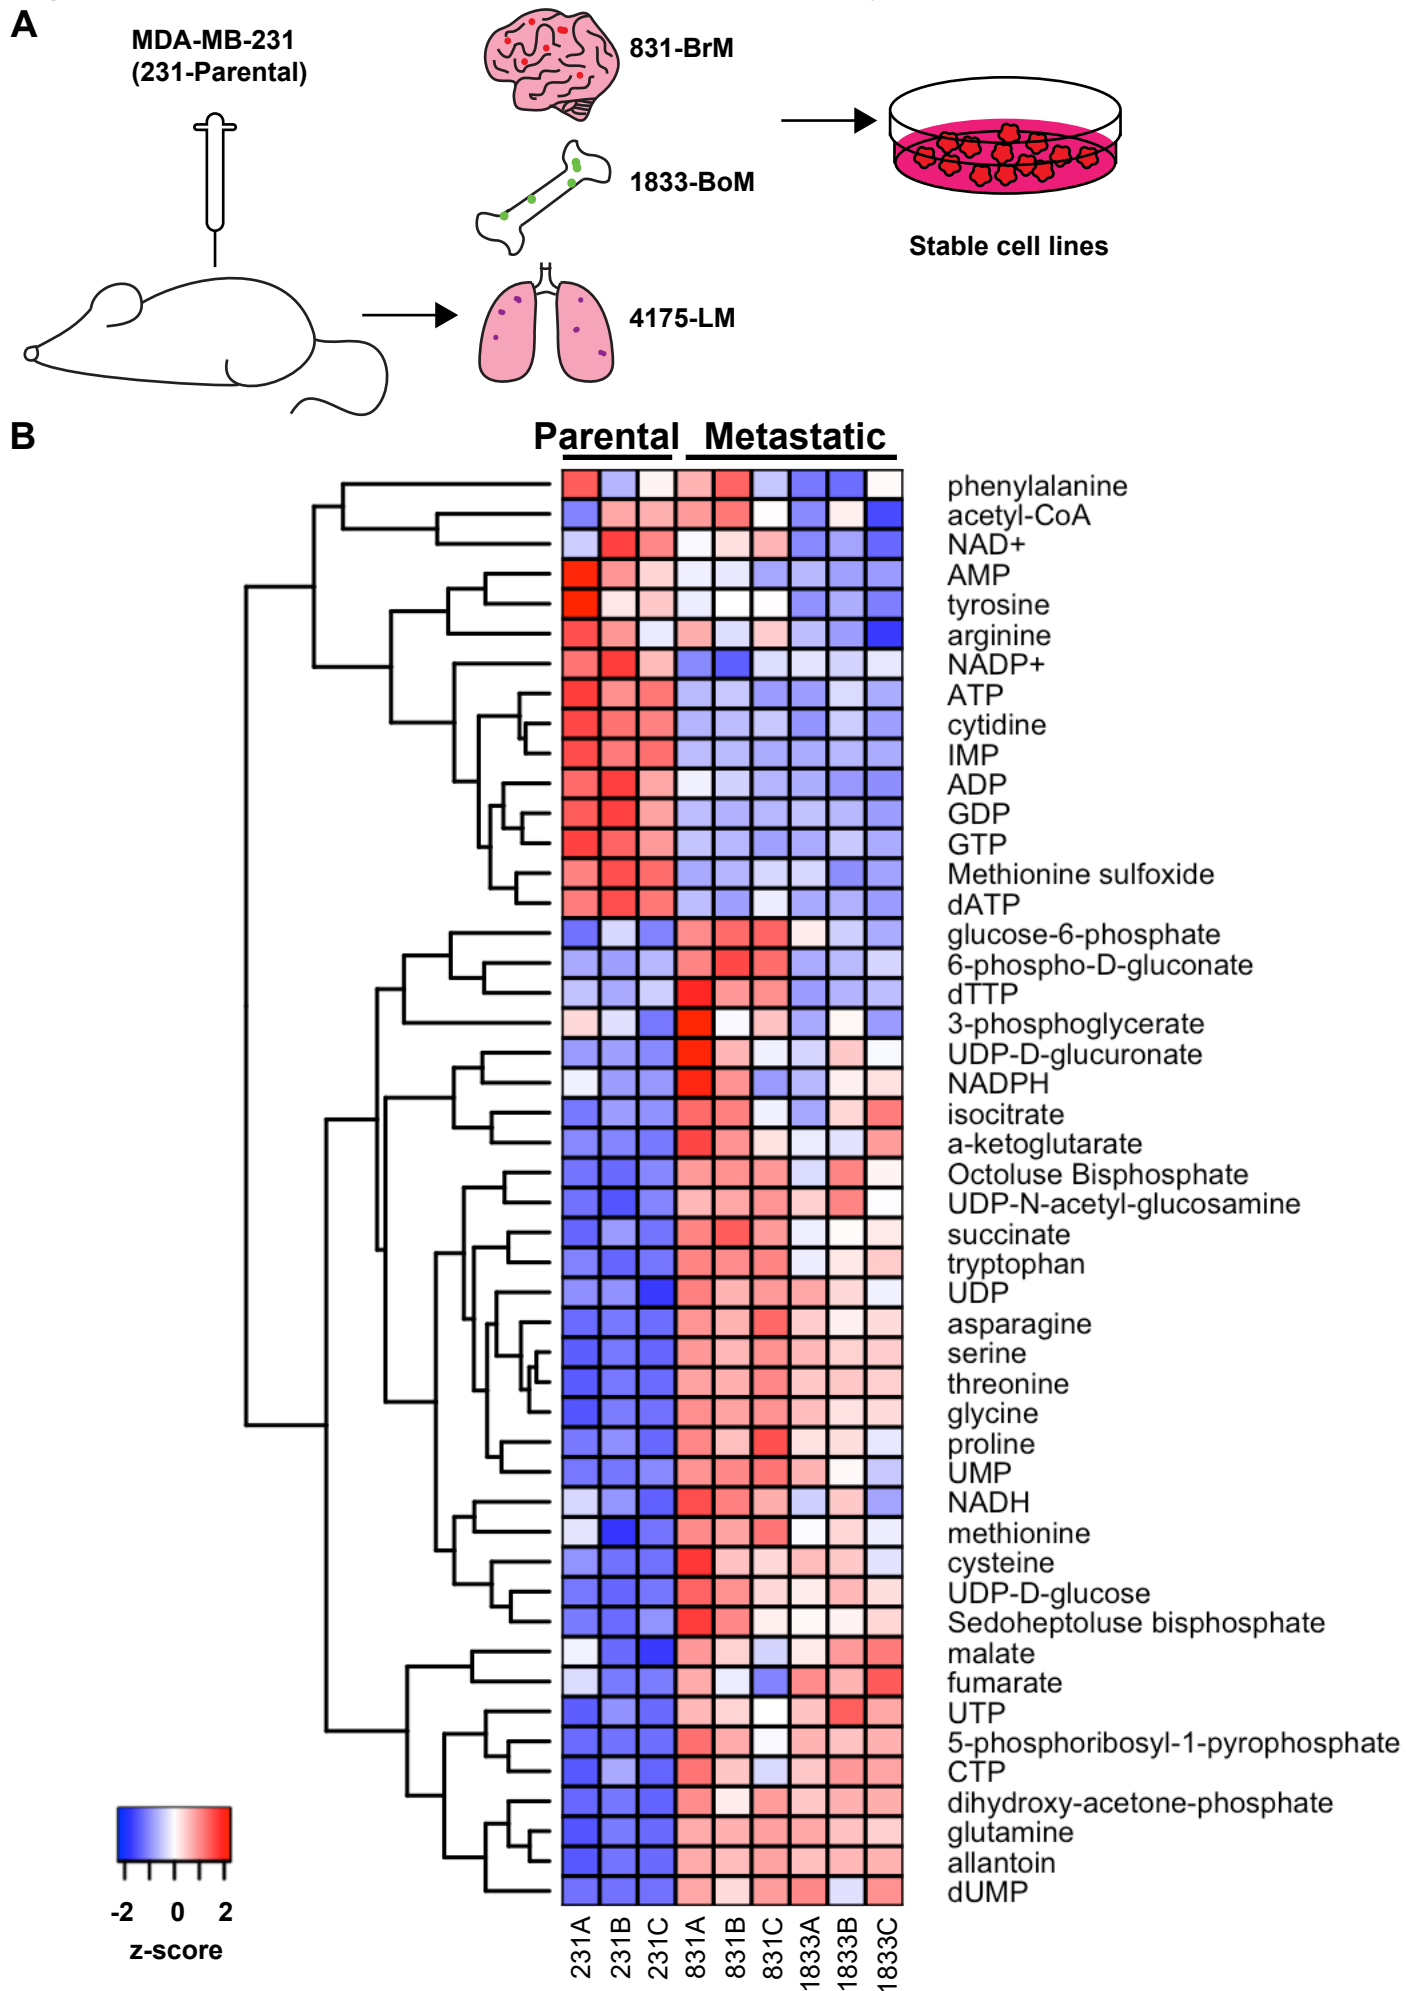 A
MDA-MB-231
(231-Parental)
831-BrM
1833-BoM
4175-LM
Stable cell lines
B
Parental Metastatic
phenylalanine
acetyl-CoA
NAD+
AMP
tyrosine
arginine
NADP+
ATP
cytidine
IMP
ADP
GDP
GTP
Methionine sulfoxide
dATP
glucose-6-phosphate
6-phospho-D-gluconate
dTTP
3-phosphoglycerate
UDP-D-glucuronate
NADPH
isocitrate
a-ketoglutarate
Octoluse Bisphosphate
UDP-N-acetyl-glucosamine
succinate
tryptophan
UDP
asparagine
serine
threonine
glycine
proline
UMP
NADH
methionine
cysteine
UDP-D-glucose
Sedoheptoluse bisphosphate
malate
fumarate
UTP
5-phosphoribosyl-1-pyrophosphate
CTP
dihydroxy-acetone-phosphate
glutamine
allantoin
dUMP
-2 0 2
z-score
231A
231B
231C
831A
831B
831C
1833A
1833B
1833C